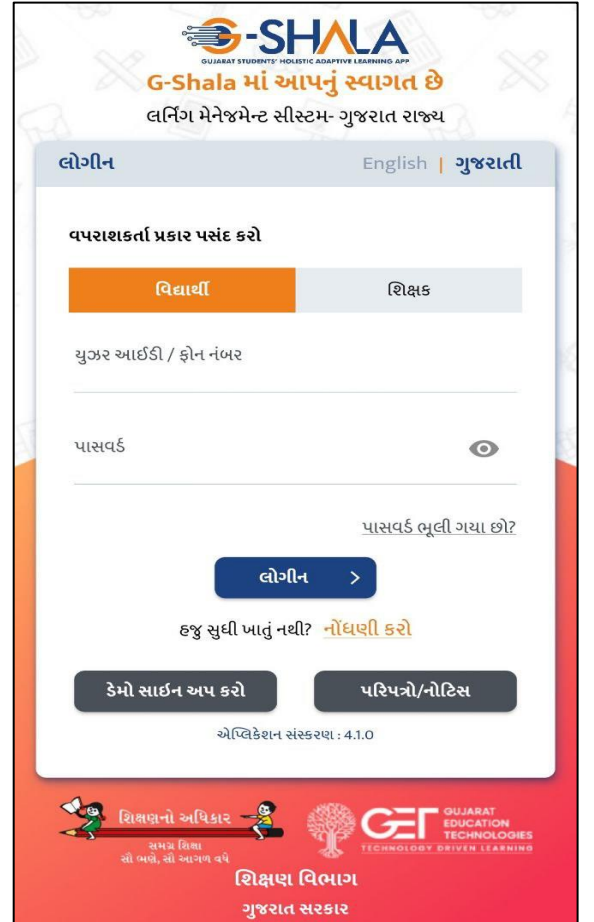 G-SHALA
GUJARAT STUDENTS' HOLISTIC ADAPTIVE LEARNING APP
G-Shala માં આપનું સ્વાગત છે
લર્નિંગ મેનેજમેન્ટ સીસ્ટમ- ગુજરાત રાજ્ય
લોગીન English | ગુજરાતી
વપરાશકર્તા પ્રકાર પસંદ કરો
વિદ્યાર્થી શિક્ષક
યુઝર આઈડી / ફોન નંબર
પાસવર્ડ
પાસવર્ડ ભૂલી ગયા છો?
લોગીન >
હજુ સુધી ખાતું નથી? નોંધણી કરો
ડેમો સાઇન અપ કરો પરિપત્રો/નોટિસ
એપ્લિકેશન સંસ્કરણ : 4.1.0
શિક્ષણનો અધિકાર
સમગ્ર શિક્ષા
સૌ ભણે, સૌ આગળ વધે
GET GUJARAT
EDUCATION
TECHNOLOGIES
TECHNOLOGY DRIVEN LEARNING
શિક્ષણ વિભાગ
ગુજરાત સરકાર